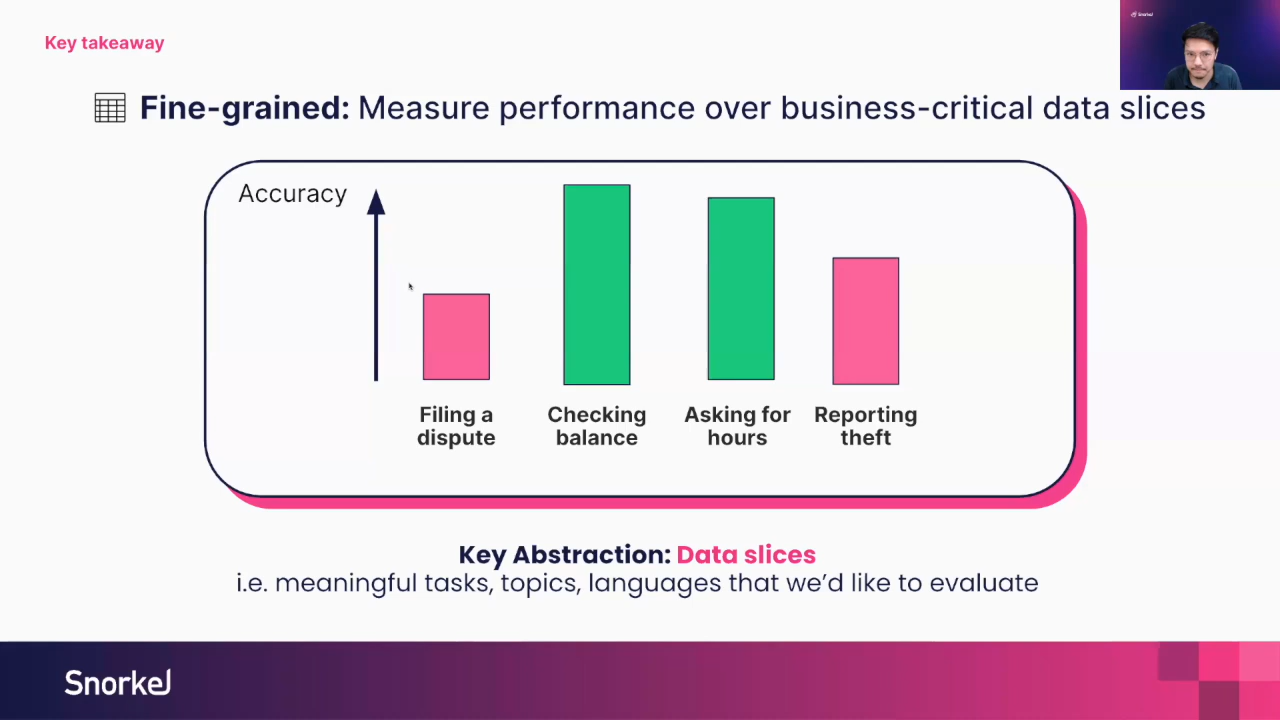 Key takeaway
Snorkel
Fine-grained: Measure performance over business-critical data slices
Accuracy
Filing a
dispute
Checking
balance
Asking for
hours
Reporting
theft
Key Abstraction: Data slices
i.e. meaningful tasks, topics, languages that we’d like to evaluate
Snorkel